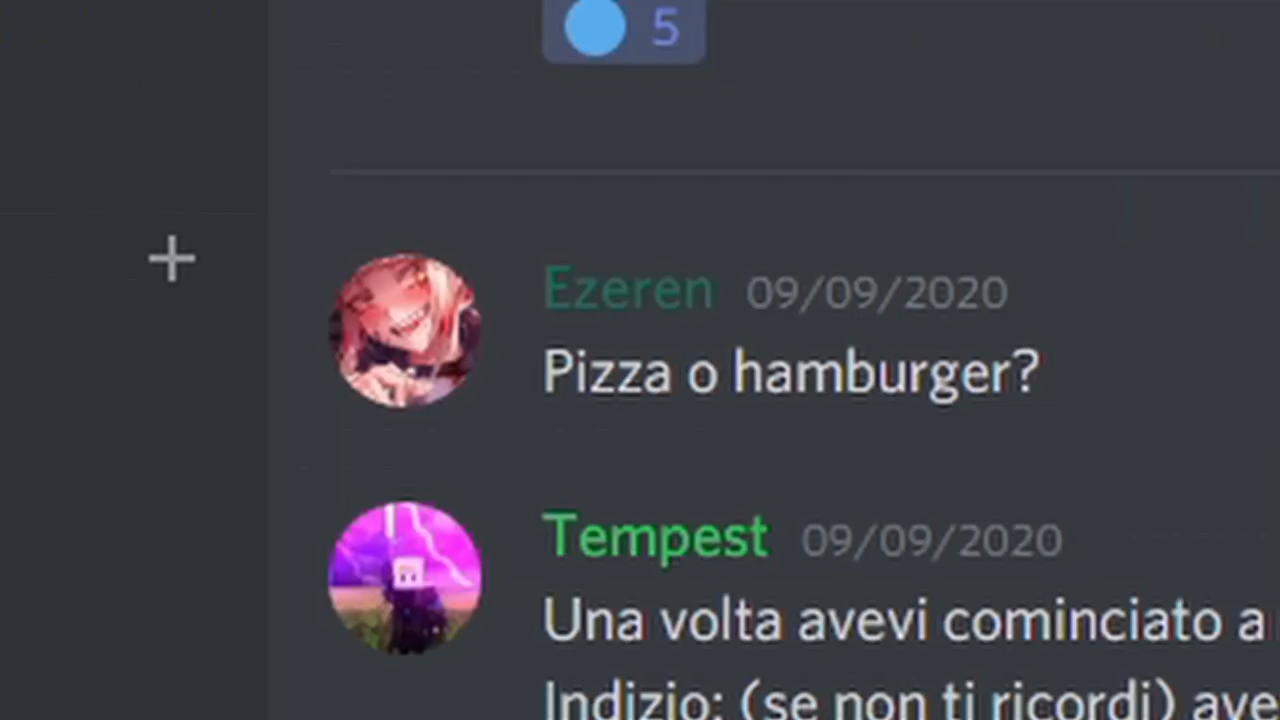 5
Ezeren 09/09/2020
Pizza o hamburger?
Tempest 09/09/2020
Una volta avevi cominciato a
Indizio: (se non ti ricordi) ave